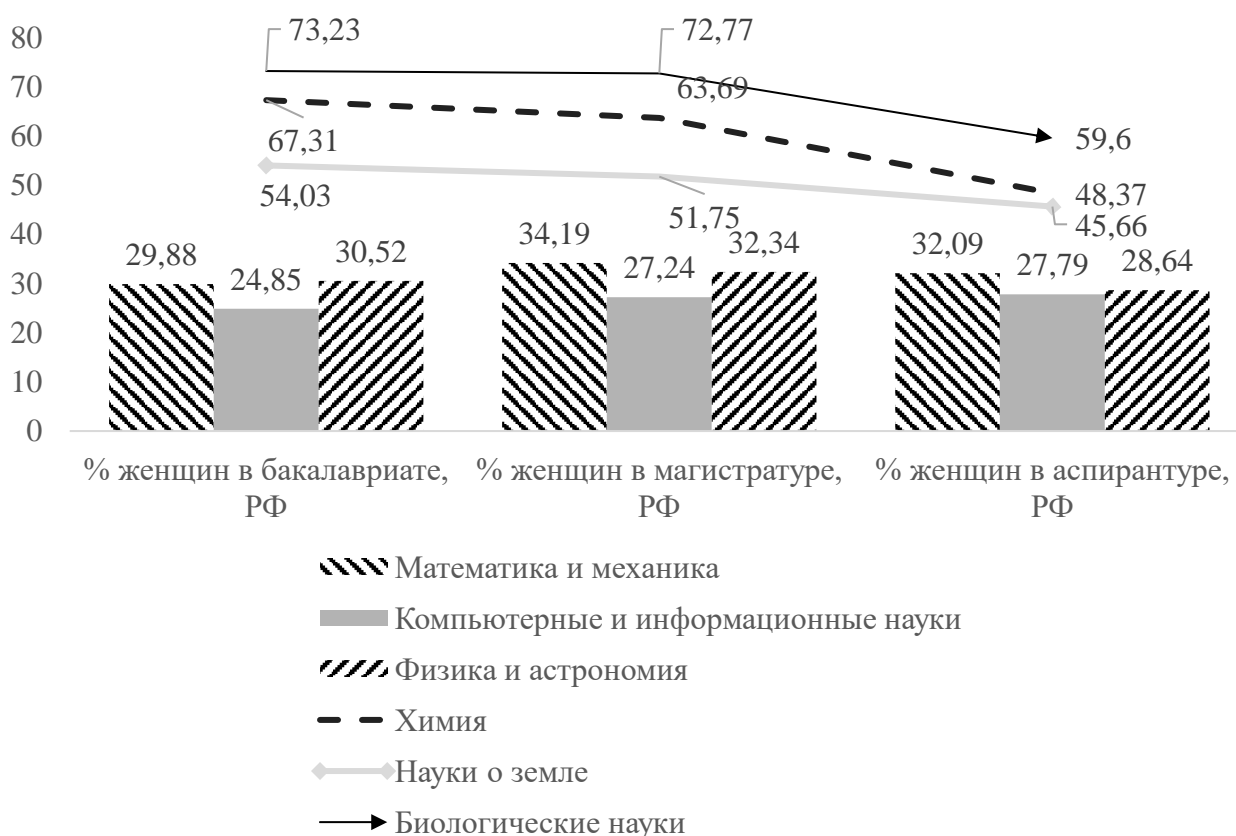 80
70
60
50
40
30
20
10
0
73,23
72,77
63,69
67,31
59,6
54,03
51,75
48,37
45,66
29,88
24,85
30,52
34,19
27,24
32,34
32,09
27,79
28,64
% женщин в бакалавриате,
РФ
% женщин в магистратуре,
РФ
% женщин в аспирантуре,
РФ
Математика и механика
Компьютерные и информационные науки
Физика и астрономия
Химия
Науки о земле
Биологические науки